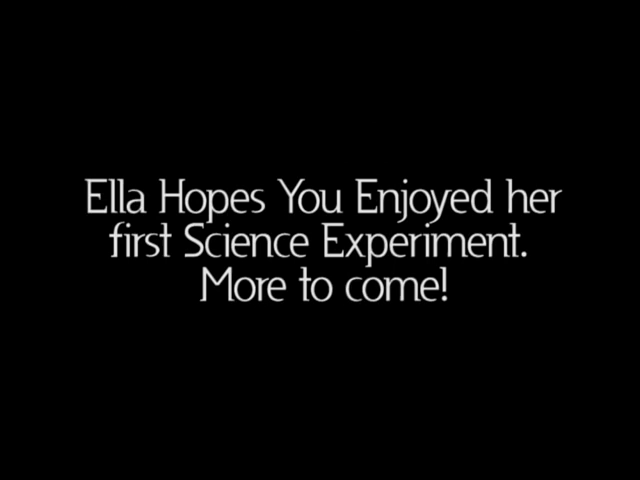 Ella Hopes You Enjoyed her
first Science Experiment.
More to come!